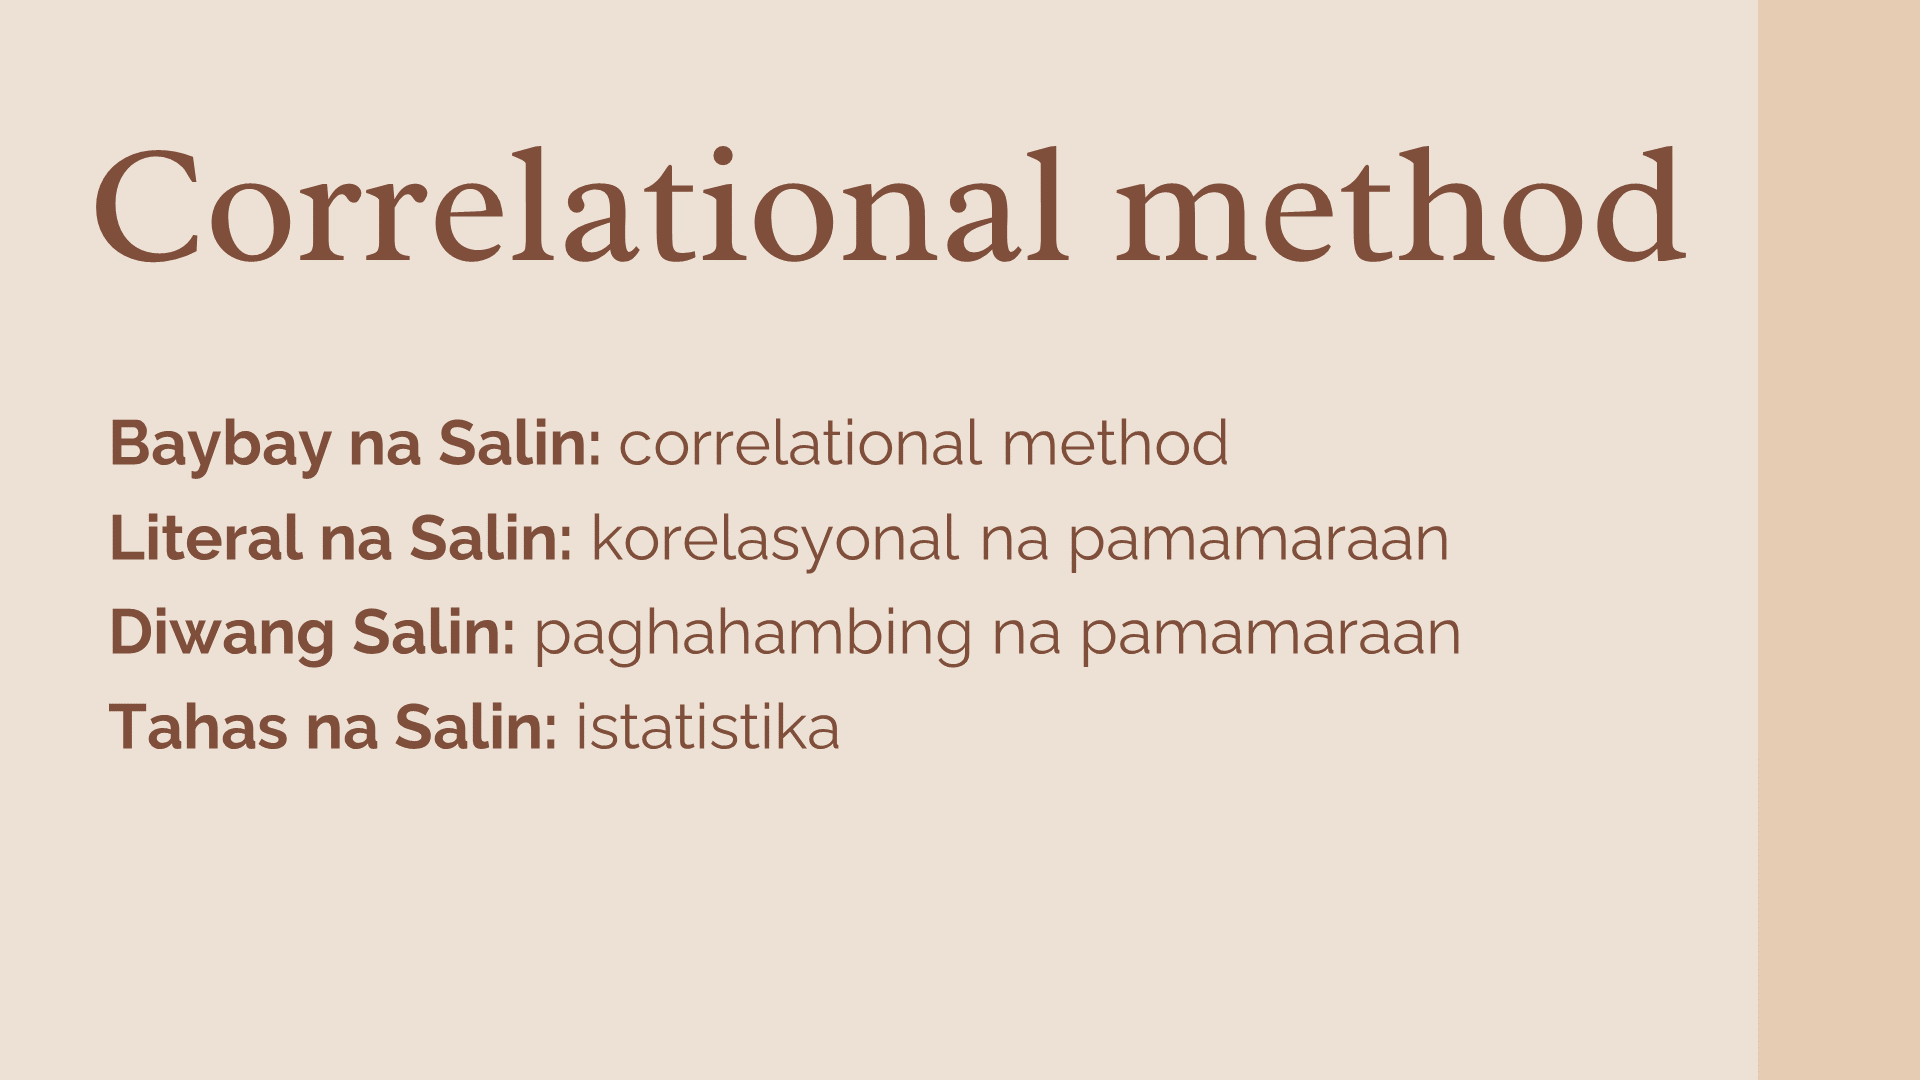 Correlational method
Baybay na Salin: correlational method
Literal na Salin: korelasyonal na pamamaraan
Diwang Salin: paghahambing na pamamaraan
Tahas na Salin: istatistika